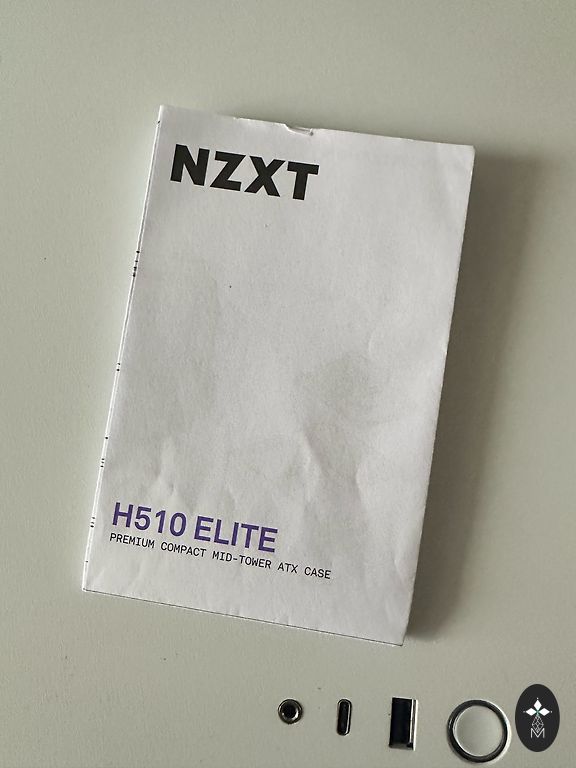 NZXT
H510 ELITE
PREMIUM COMPACT MID-TOWER ATX CASE